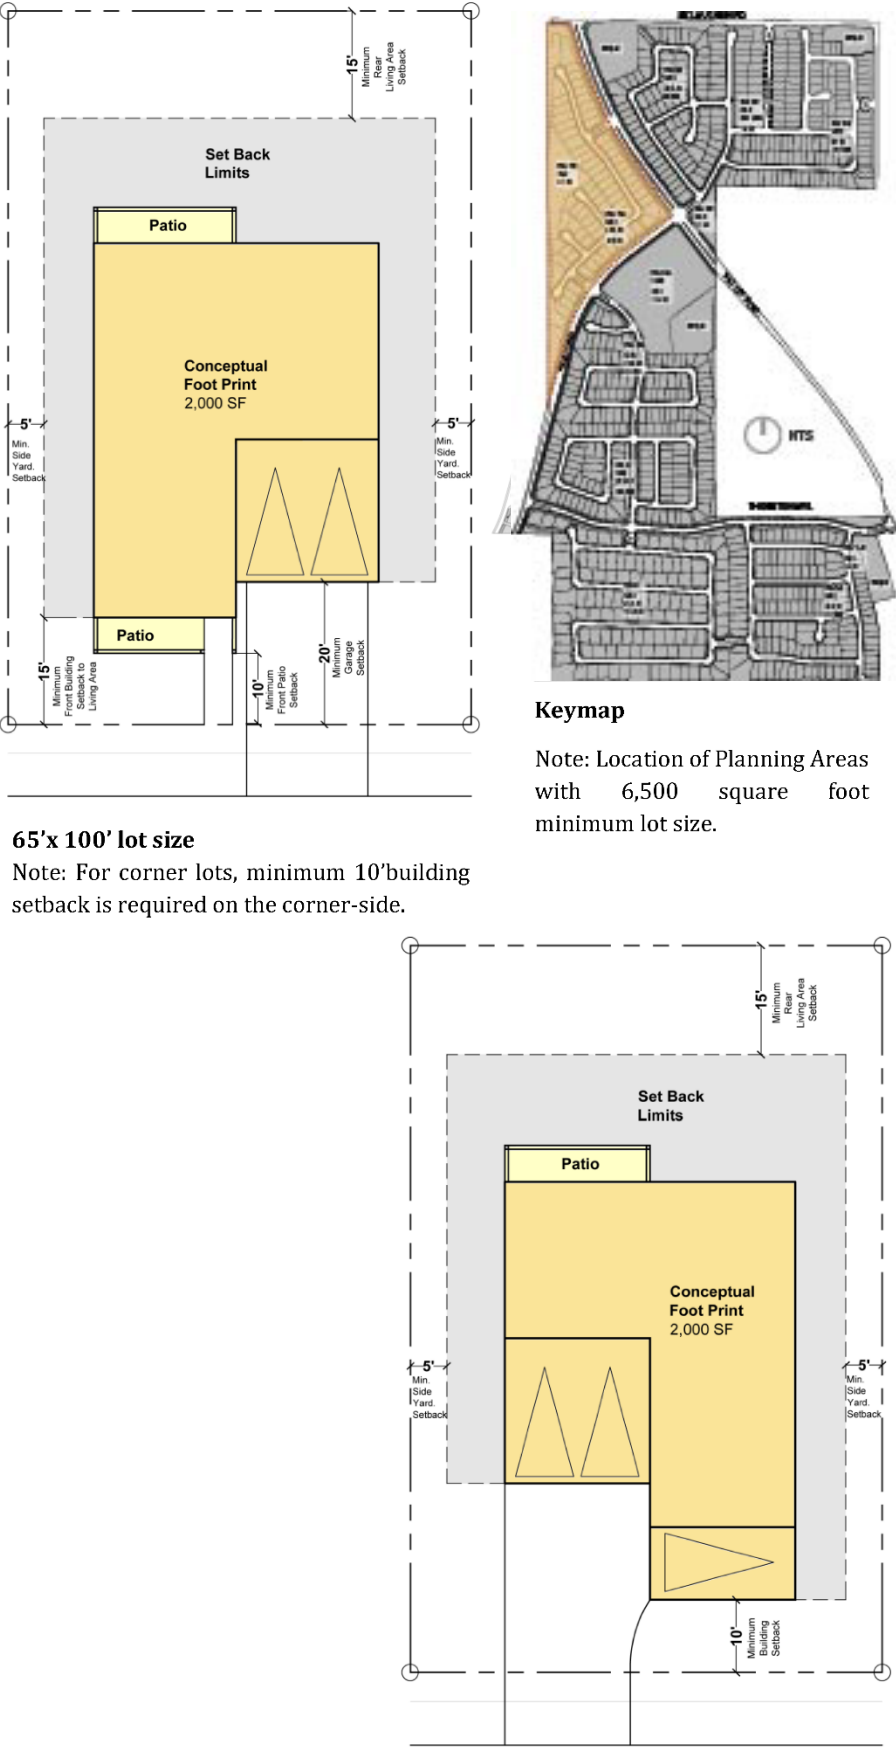 15'
Minimum
Rear
Living Area
Setback
Set Back
Limits
Patio
Conceptual
Foot Print
2,000 SF
5'
Min.
Side
Yard.
Setback
5'
Min.
Side
Yard.
Setback
Patio
15'
Minimum
Front Building
Setback to
Living Area
10'
Minimum
Front Patio
Setback
20'
Minimum
Garage
Setback
NTS
Keymap
Note: Location of Planning Areas
with 6,500 square foot
minimum lot size.
65’x 100’ lot size
Note: For corner lots, minimum 10’building
setback is required on the corner-side.
15'
Minimum
Rear
Living Area
Setback
Set Back
Limits
Patio
Conceptual
Foot Print
2,000 SF
5'
Min.
Side
Yard.
Setback
5'
Min.
Side
Yard.
Setback
10'
Minimum
Building
Setback